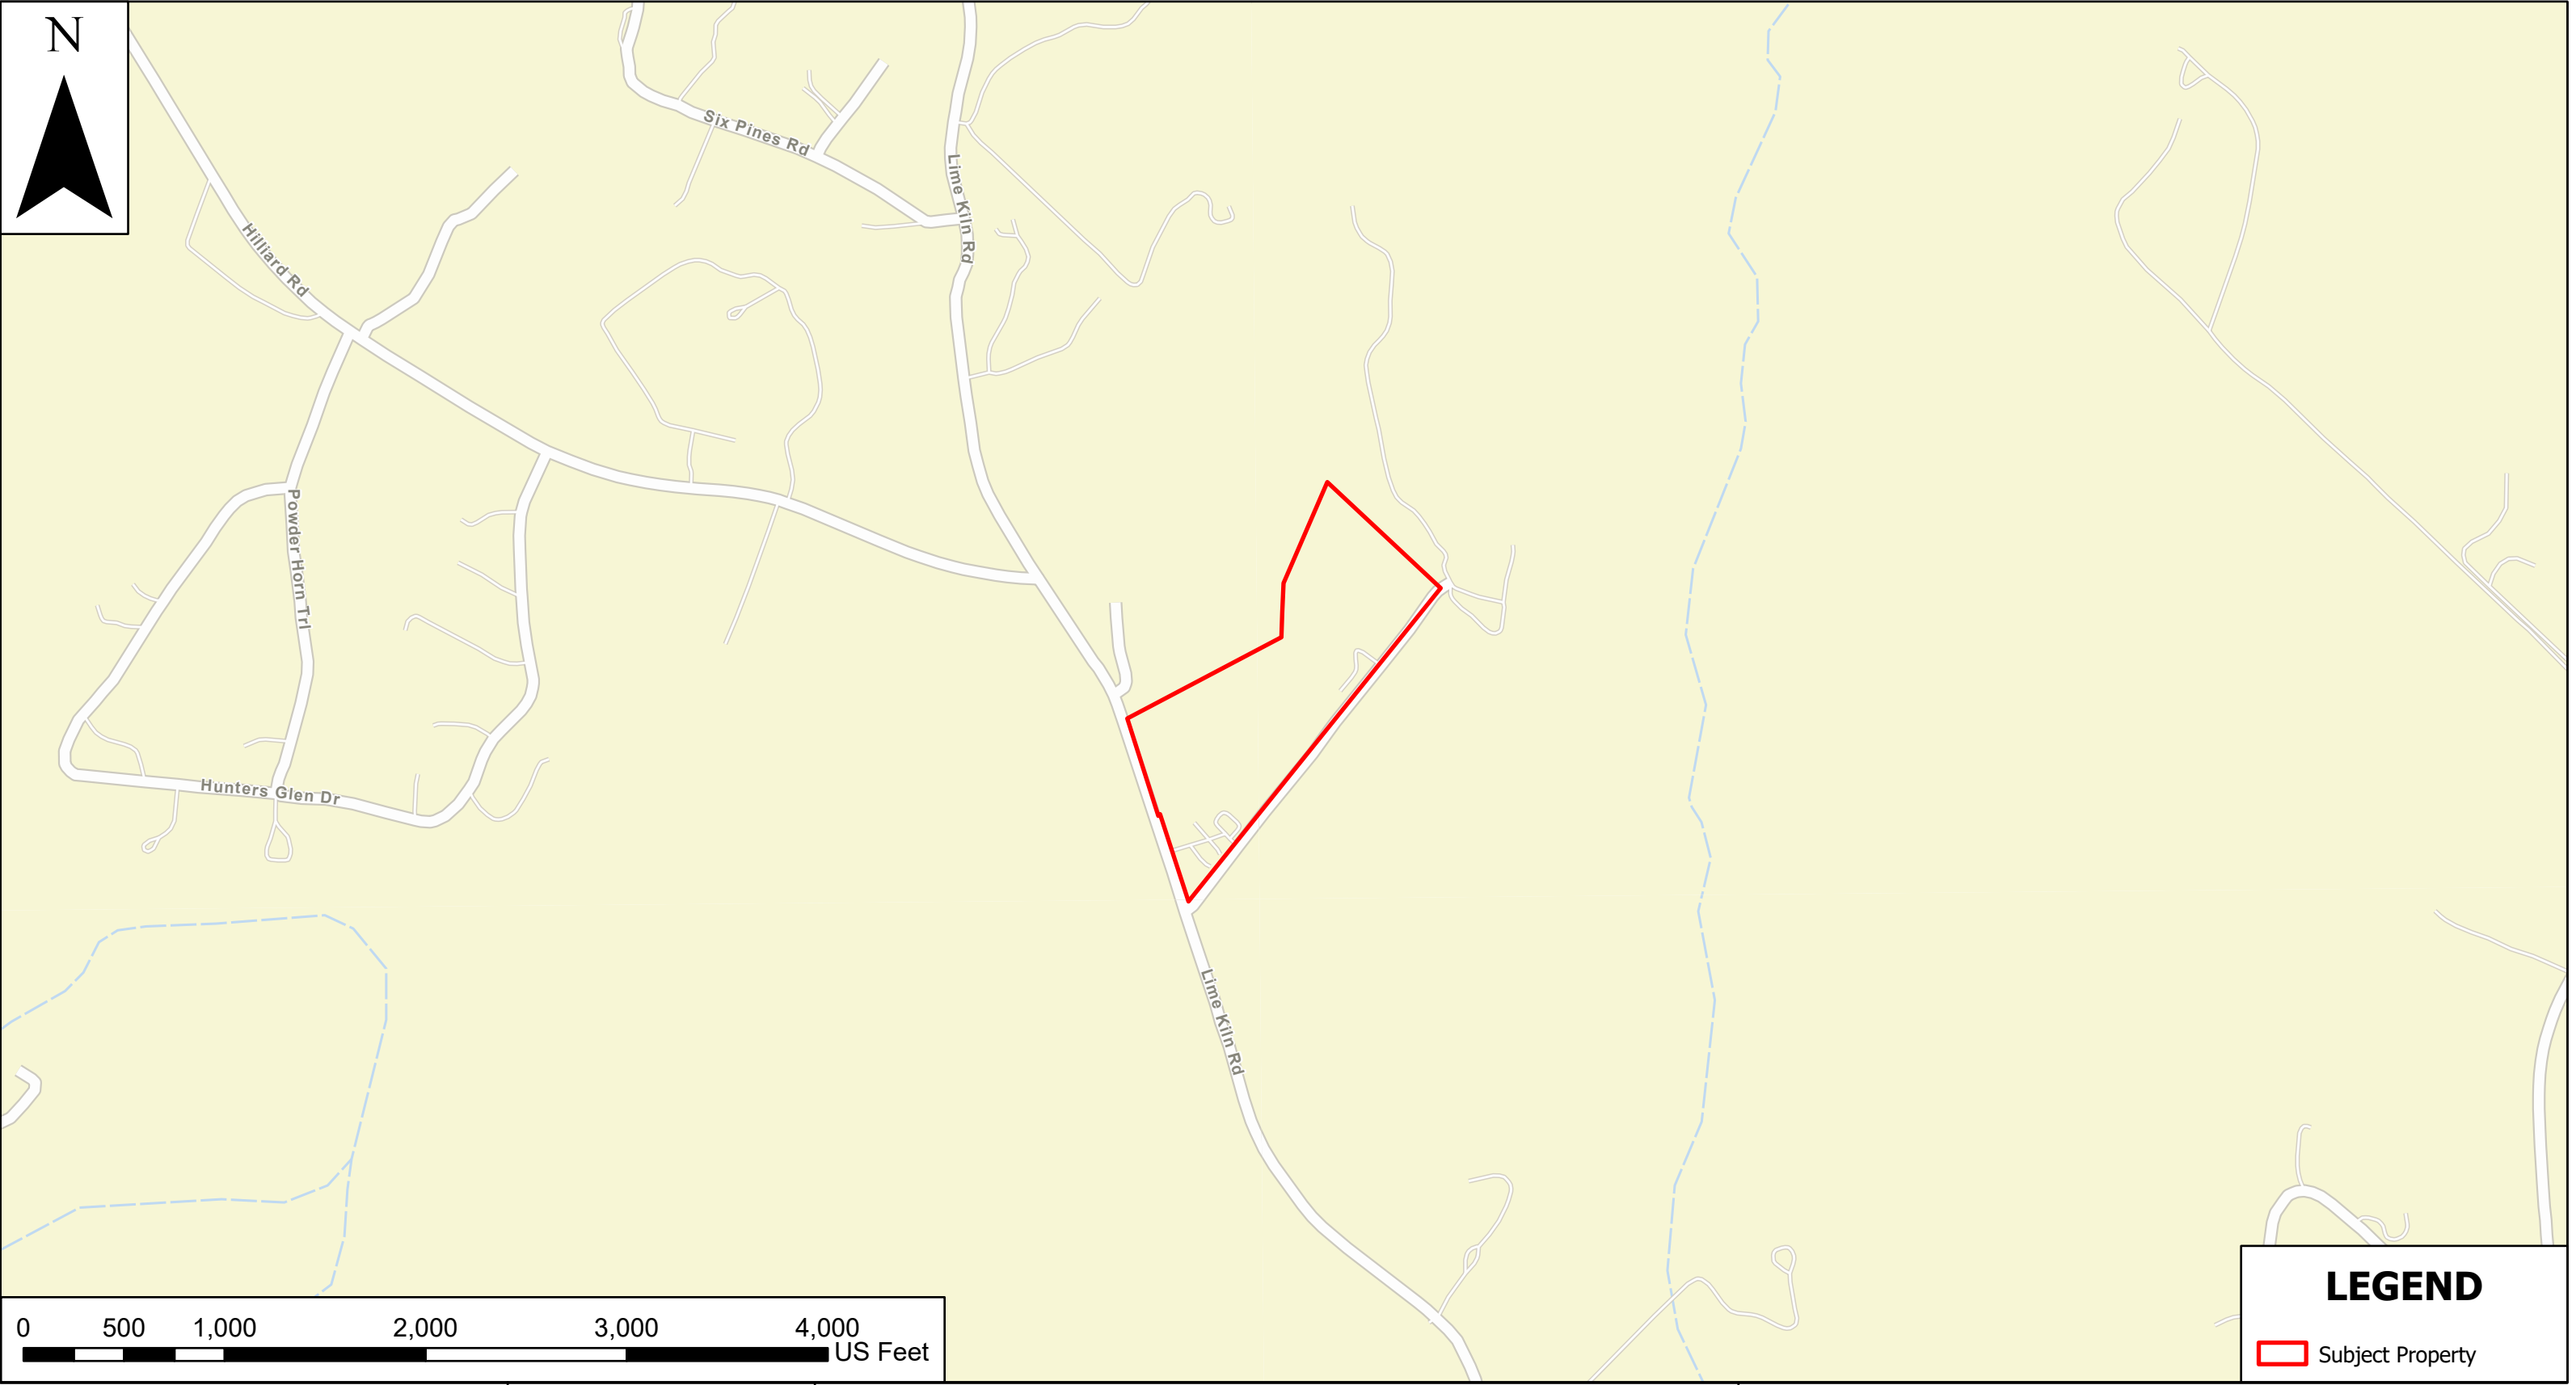 N
Six Pines Rd
Lime Kiln Rd
Hilliard Rd
Powder Horn Trl
Hunters Glen Dr
Lime Kiln Rd
LEGEND
Subject Property
0 500 1,000 2,000 3,000 4,000
US Feet